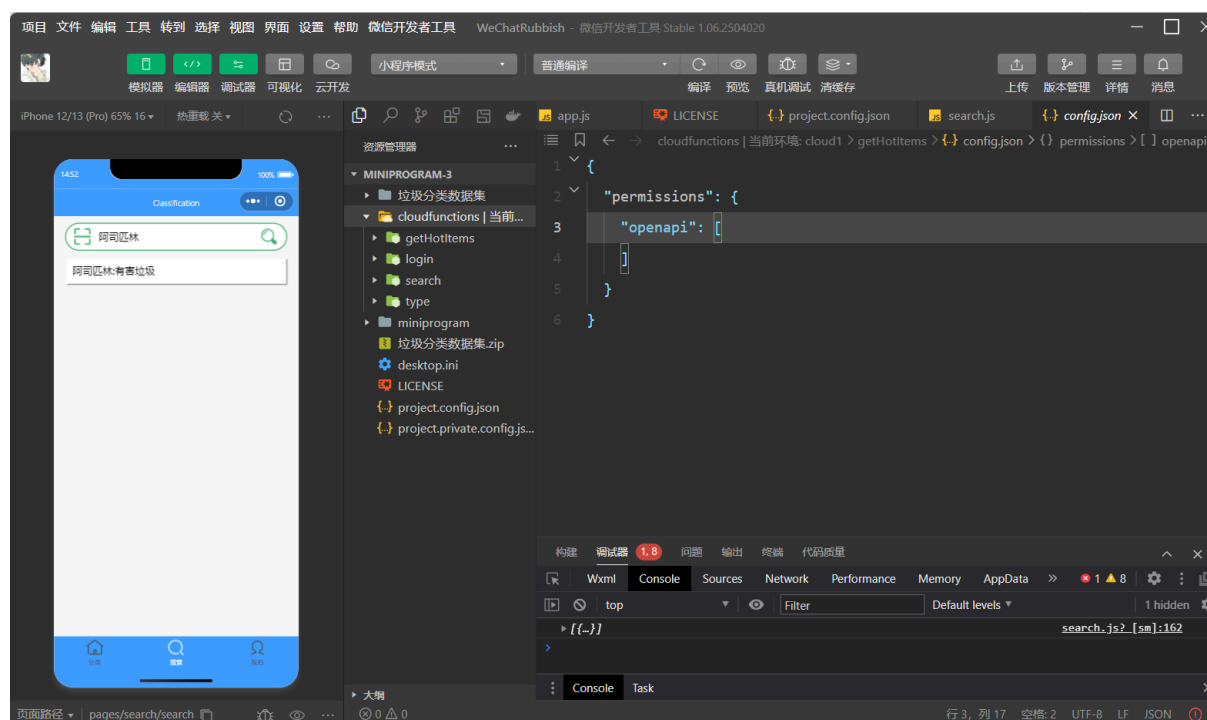 项目 文件 编辑 工具 转到 选择 视图 界面 设置 帮助 微信开发者工具 WeChatRubbish - 微信开发者工具 Stable 1.06.2504020
小程序模式 普通编译
模拟器 编辑器 调试器 可视化 云开发 编译 预览 真机调试 清缓存 上传 版本管理 详情 消息
iPhone 12/13 (Pro) 65% 16 热重载 关
app.js LICENSE project.config.json search.js config.json
cloudfunctions | 当前环境: cloud1 > getHotItems > config.json > {} permissions > [ ] openapi
14:52 100%
Classification
阿司匹林
阿司匹林:有害垃圾
分类 搜索 我的
页面路径 pages/search/search
资源管理器
MINIPROGRAM-3
垃圾分类数据集
cloudfunctions | 当前...
getHotItems
login
search
type
miniprogram
垃圾分类数据集.zip
desktop.ini
LICENSE
project.config.json
project.private.config.js...
大纲
0 0
1 {
2 "permissions": {
3 "openapi": [
4 ]
5 }
6 }
构建 调试器 1, 8 问题 输出 终端 代码质量
Wxml Console Sources Network Performance Memory AppData 1 8
top Filter Default levels 1 hidden
[{…}] search.js? [sm]:162
Console Task
行 3, 列 17 空格: 2 UTF-8 LF JSON